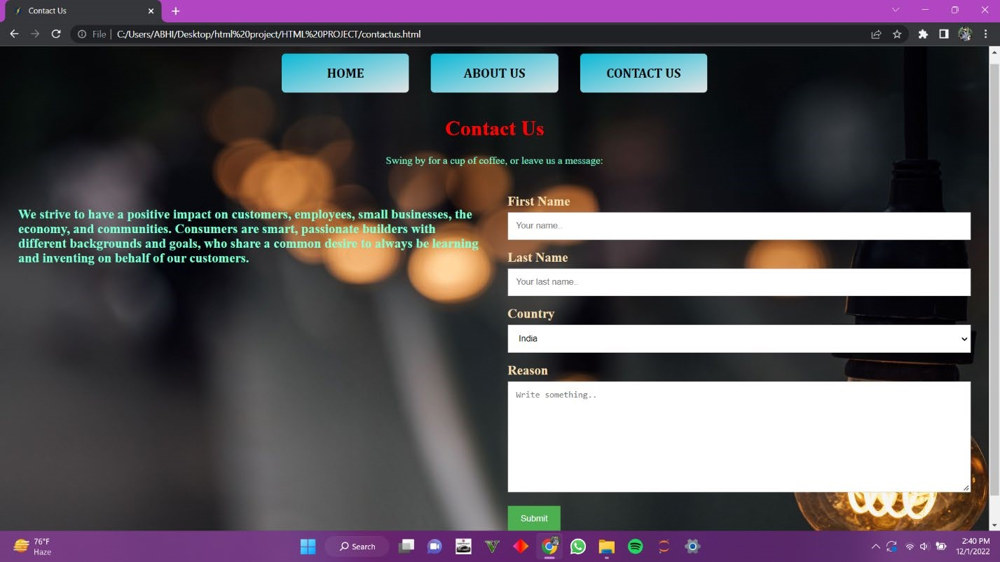 Contact Us
File | C:/Users/ABHI/Desktop/html%20project/HTML%20PROJECT/contactus.html
HOME
ABOUT US
CONTACT US
Contact Us
Swing by for a cup of coffee, or leave us a message:
We strive to have a positive impact on customers, employees, small businesses, the
economy, and communities. Consumers are smart, passionate builders with
different backgrounds and goals, who share a common desire to always be learning
and inventing on behalf of our customers.
First Name
Your name..
Last Name
Your last name..
Country
India
Reason
Write something..
Submit
76°F
Haze
Search
2:40 PM
12/1/2022